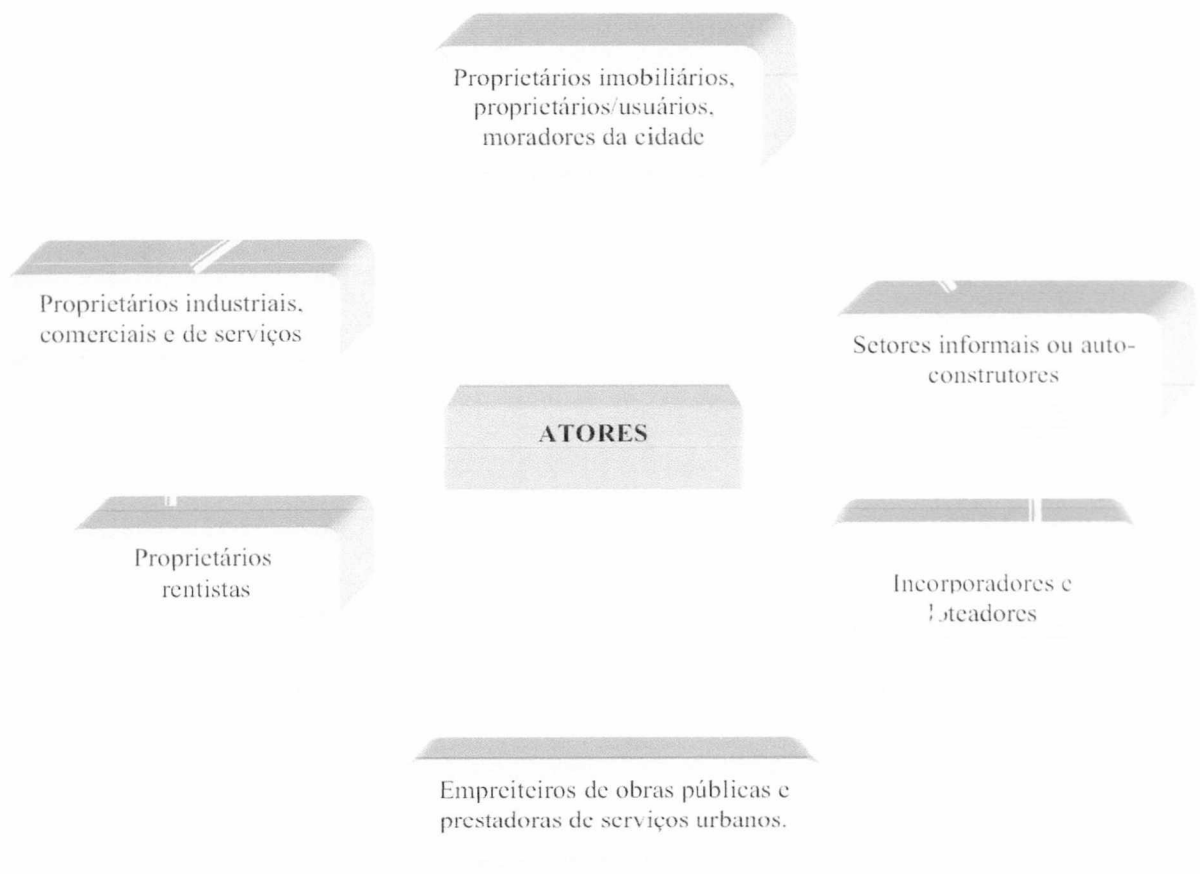 Proprietários imobiliários,
proprietários/usuários,
moradores da cidade
Proprietários industriais,
comerciais e de serviços
Setores informais ou auto-
construtores
ATORES
Proprietários
rentistas
Incorporadores e
loteadores
Empreiteiros de obras públicas e
prestadoras de serviços urbanos.